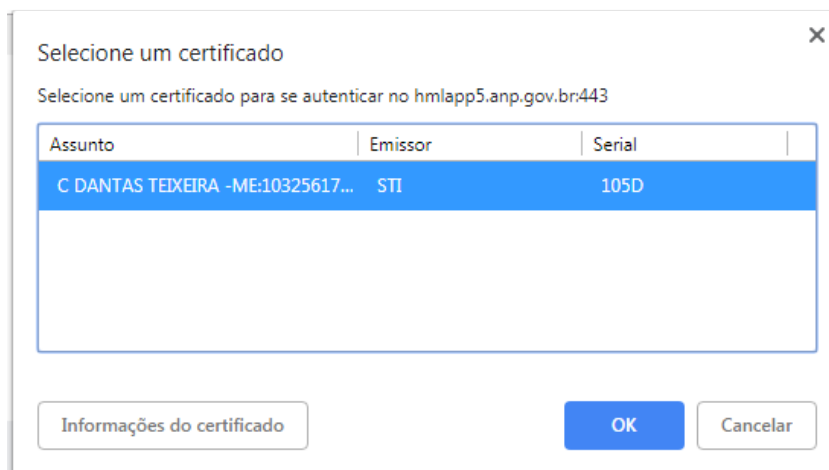 Selecione um certificado
Selecione um certificado para se autenticar no hmlapp5.anp.gov.br:443
Assunto Emissor Serial
C DANTAS TEIXEIRA -ME:10325617... STI 105D
Informações do certificado OK Cancelar